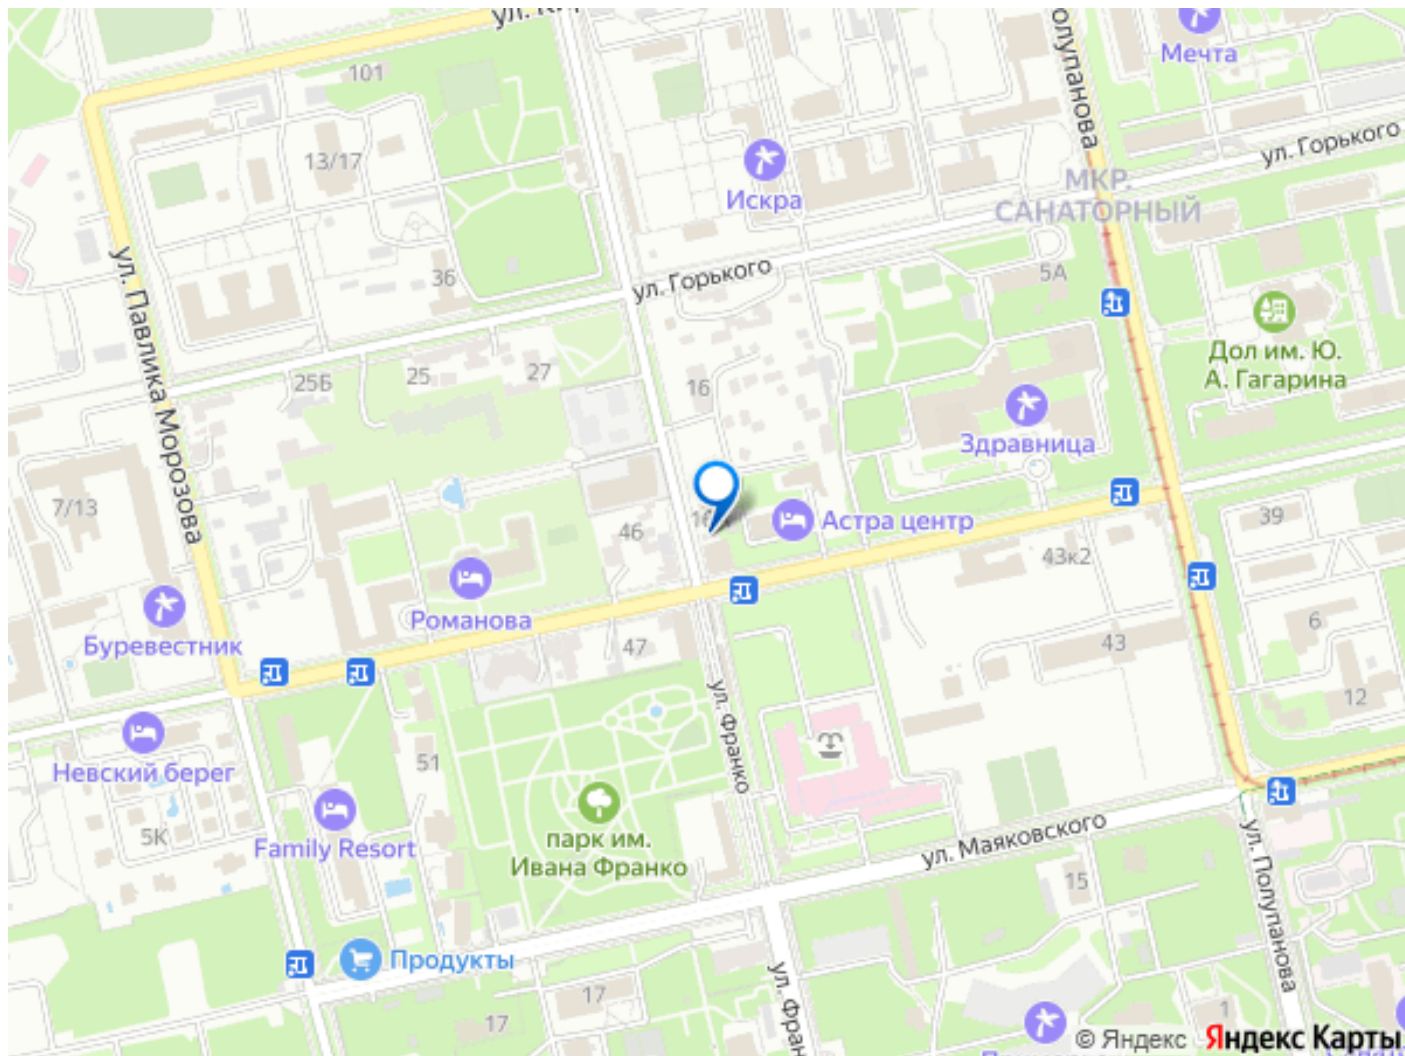 Мечта
101
ул. Горького
13/17
МКР.
САНАТОРНЫЙ
Искра
Полупанова
ул. Павлика Морозова
36
ул. Горького
5А
Дол им. Ю.
А. Гагарина
25Б
25
27
16
Здравница
7/13
46
Астра центр
39
43к2
Романова
Буревестник
47
43
6
12
ул. Франко
Невский берег
51
Family Resort
5К
парк им.
Ивана Франко
ул. Маяковского
15
ул. Полупанова
Продукты
17
17
1
© Яндекс Яндекс Карты